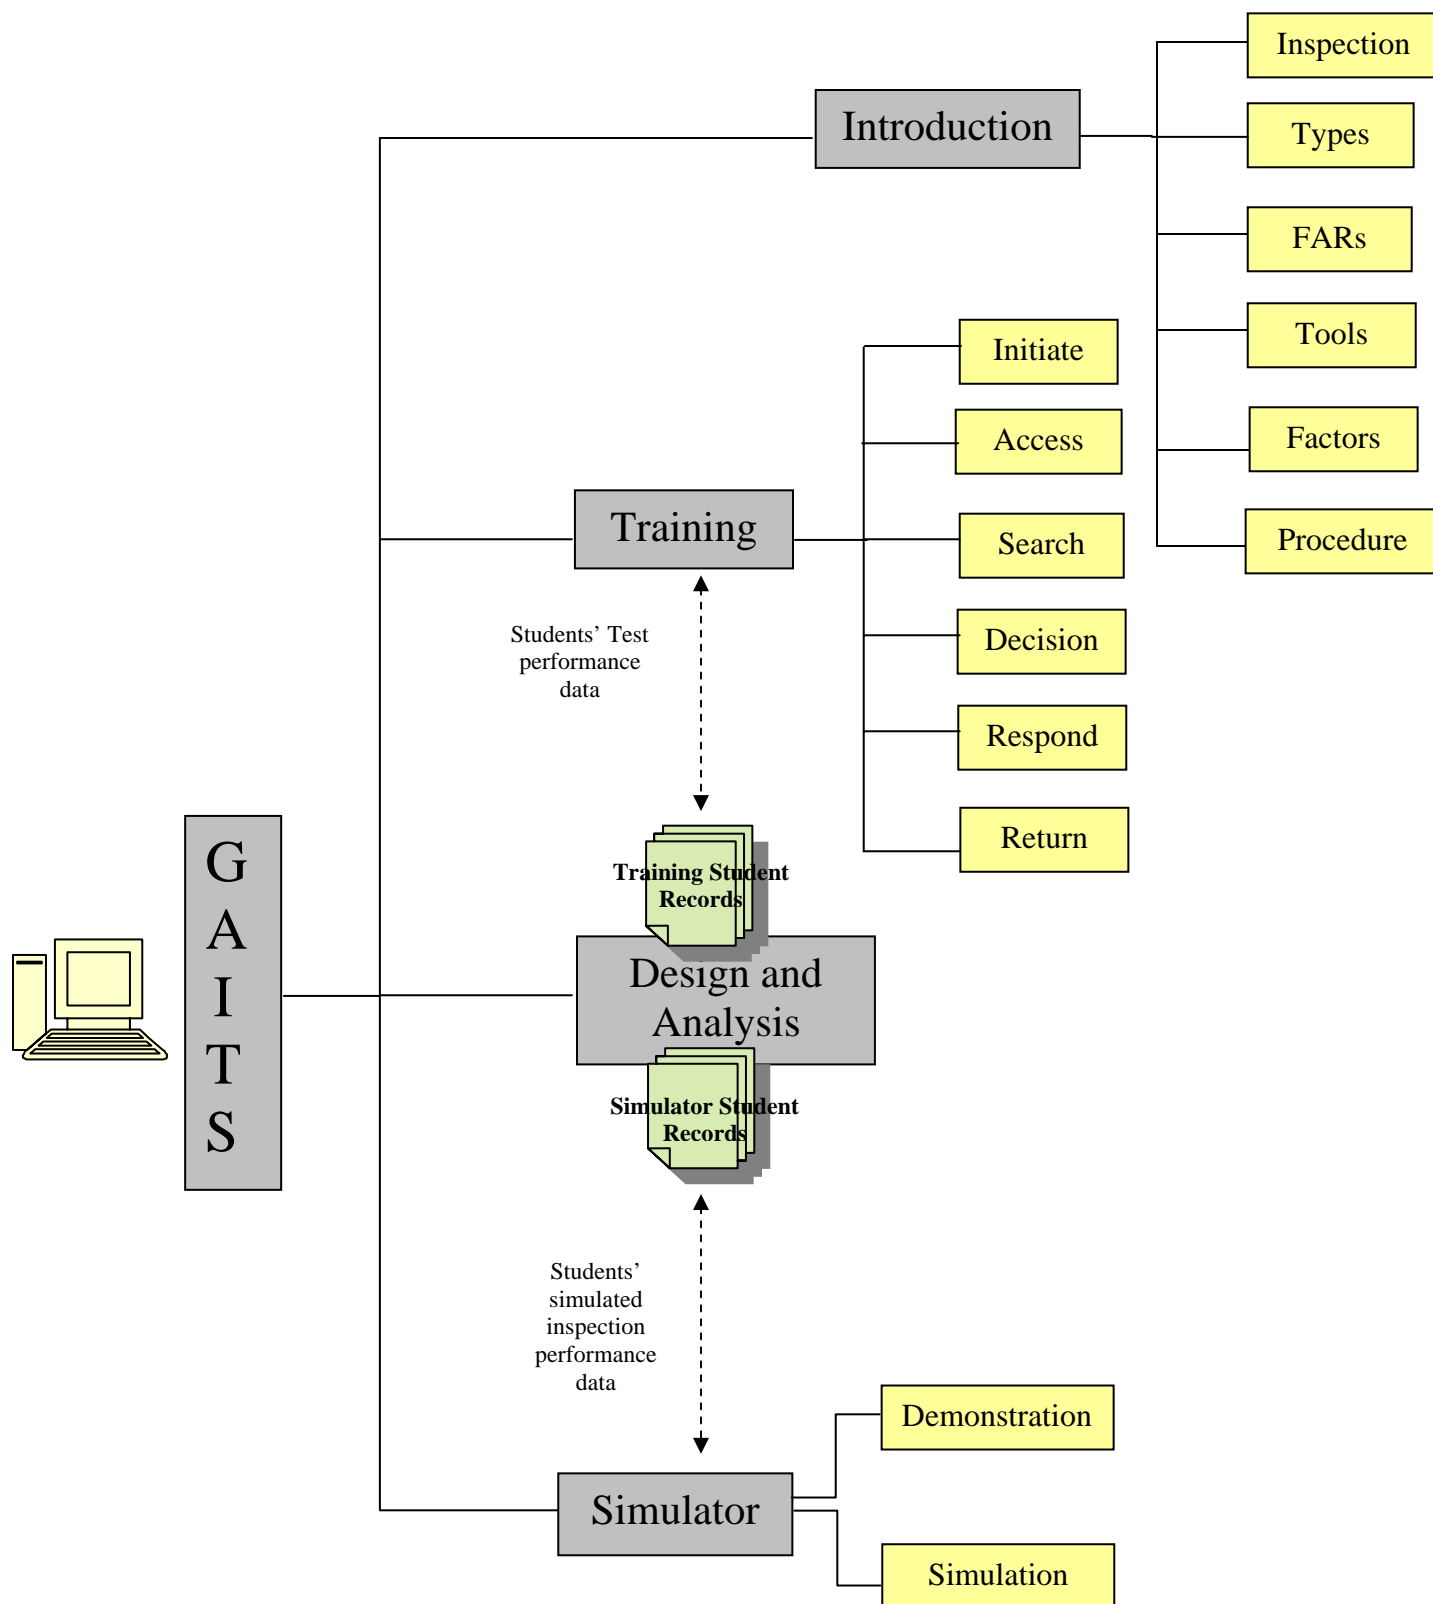 Inspection
Introduction
Types
FARs
Tools
Factors
Procedure
Initiate
Access
Training
Search
Decision
Respond
Return
Students’ Test
performance
data
G
A
I
T
S
Training Student
Records
Design and
Analysis
Simulator Student
Records
Students’
simulated
inspection
performance
data
Demonstration
Simulator
Simulation